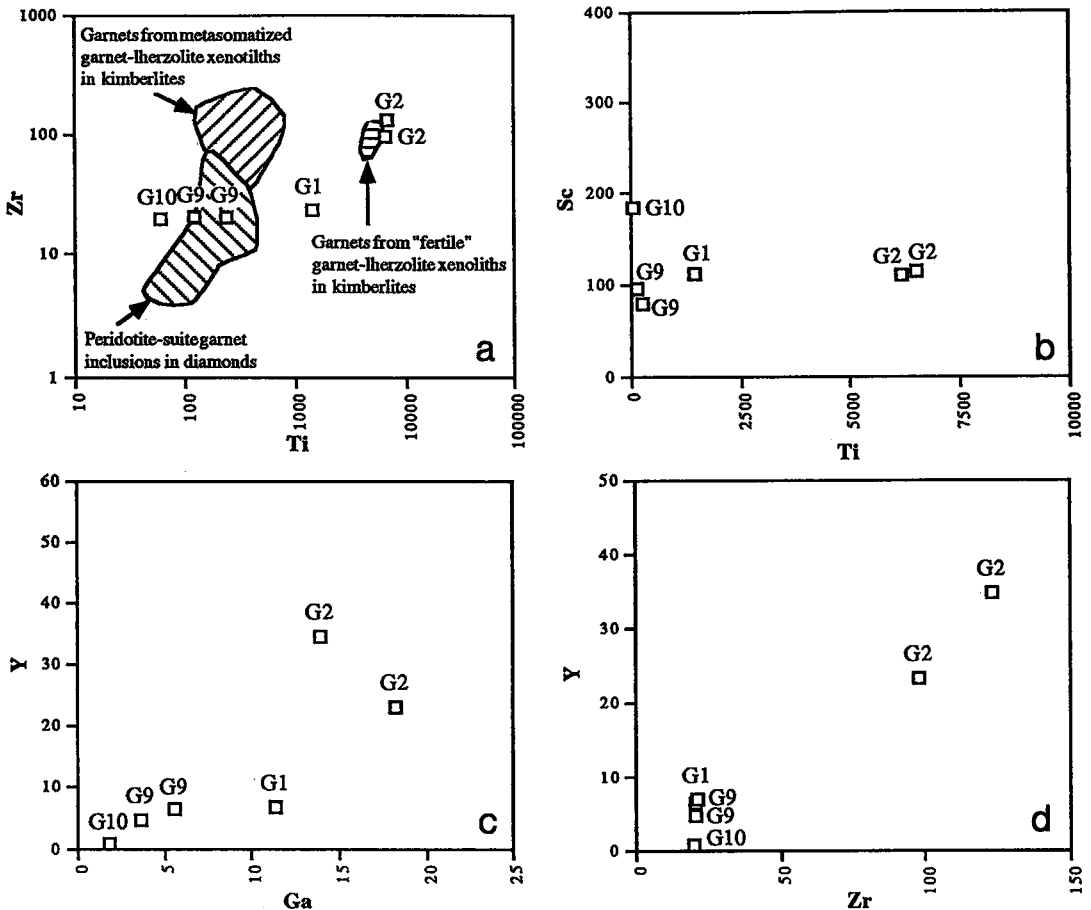 1000
Garnets from metasomatized
garnet-lherzolite xenotilths
in kimberlites
G2
G2
100
Zr
G10 G9 G9
G1
10
Garnets from "fertile"
garnet-lherzolite xenoliths
in kimberlites
Peridotite-suite garnet
inclusions in diamonds
a
1
10
100
1000
10000
100000
Ti
400
300
Sc
200
G10
G1
G2 G2
100
G9
G9
b
0
0
2500
5000
7500
10000
Ti
60
50
40
G2
Y
30
G2
20
10
G9 G9 G1
G10
c
0
0
5
10
15
20
25
Ga
50
40
G2
30
Y
G2
20
10
G1
G9
G9
G10
d
0
0
50
100
150
Zr